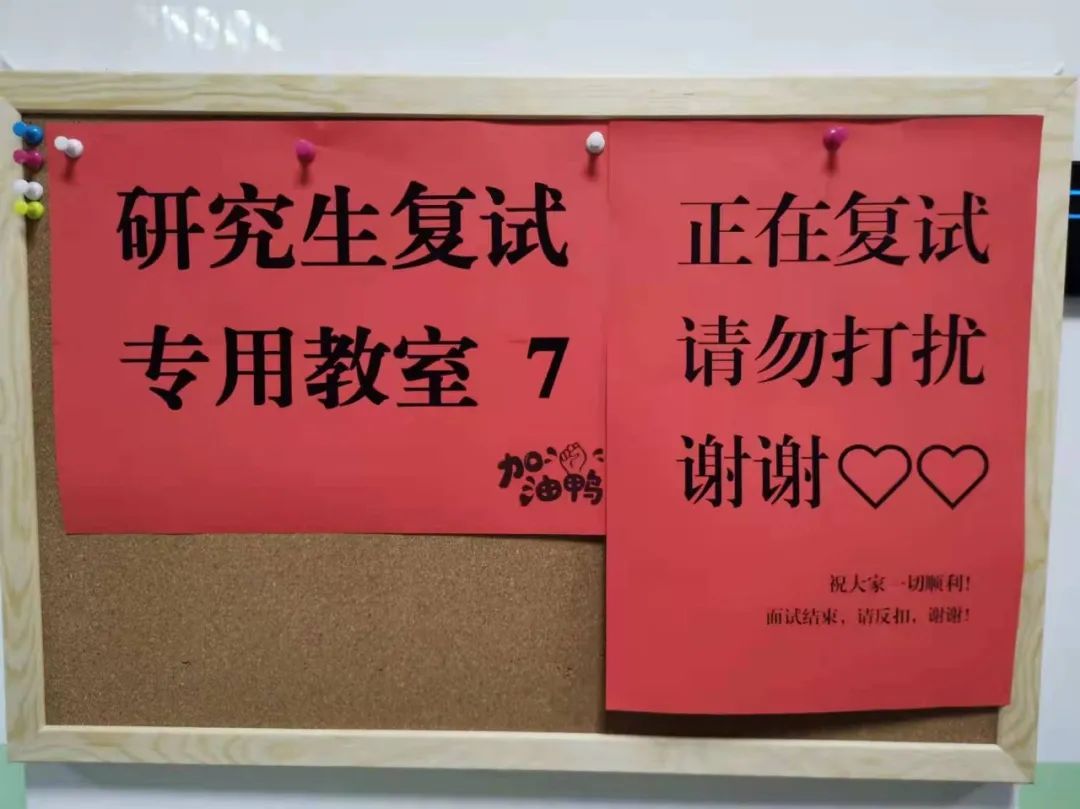 研究生复试
专用教室 7
加油鸭
正在复试
请勿打扰
谢谢♡♡
祝大家一切顺利!
面试结束，请反扣，谢谢!